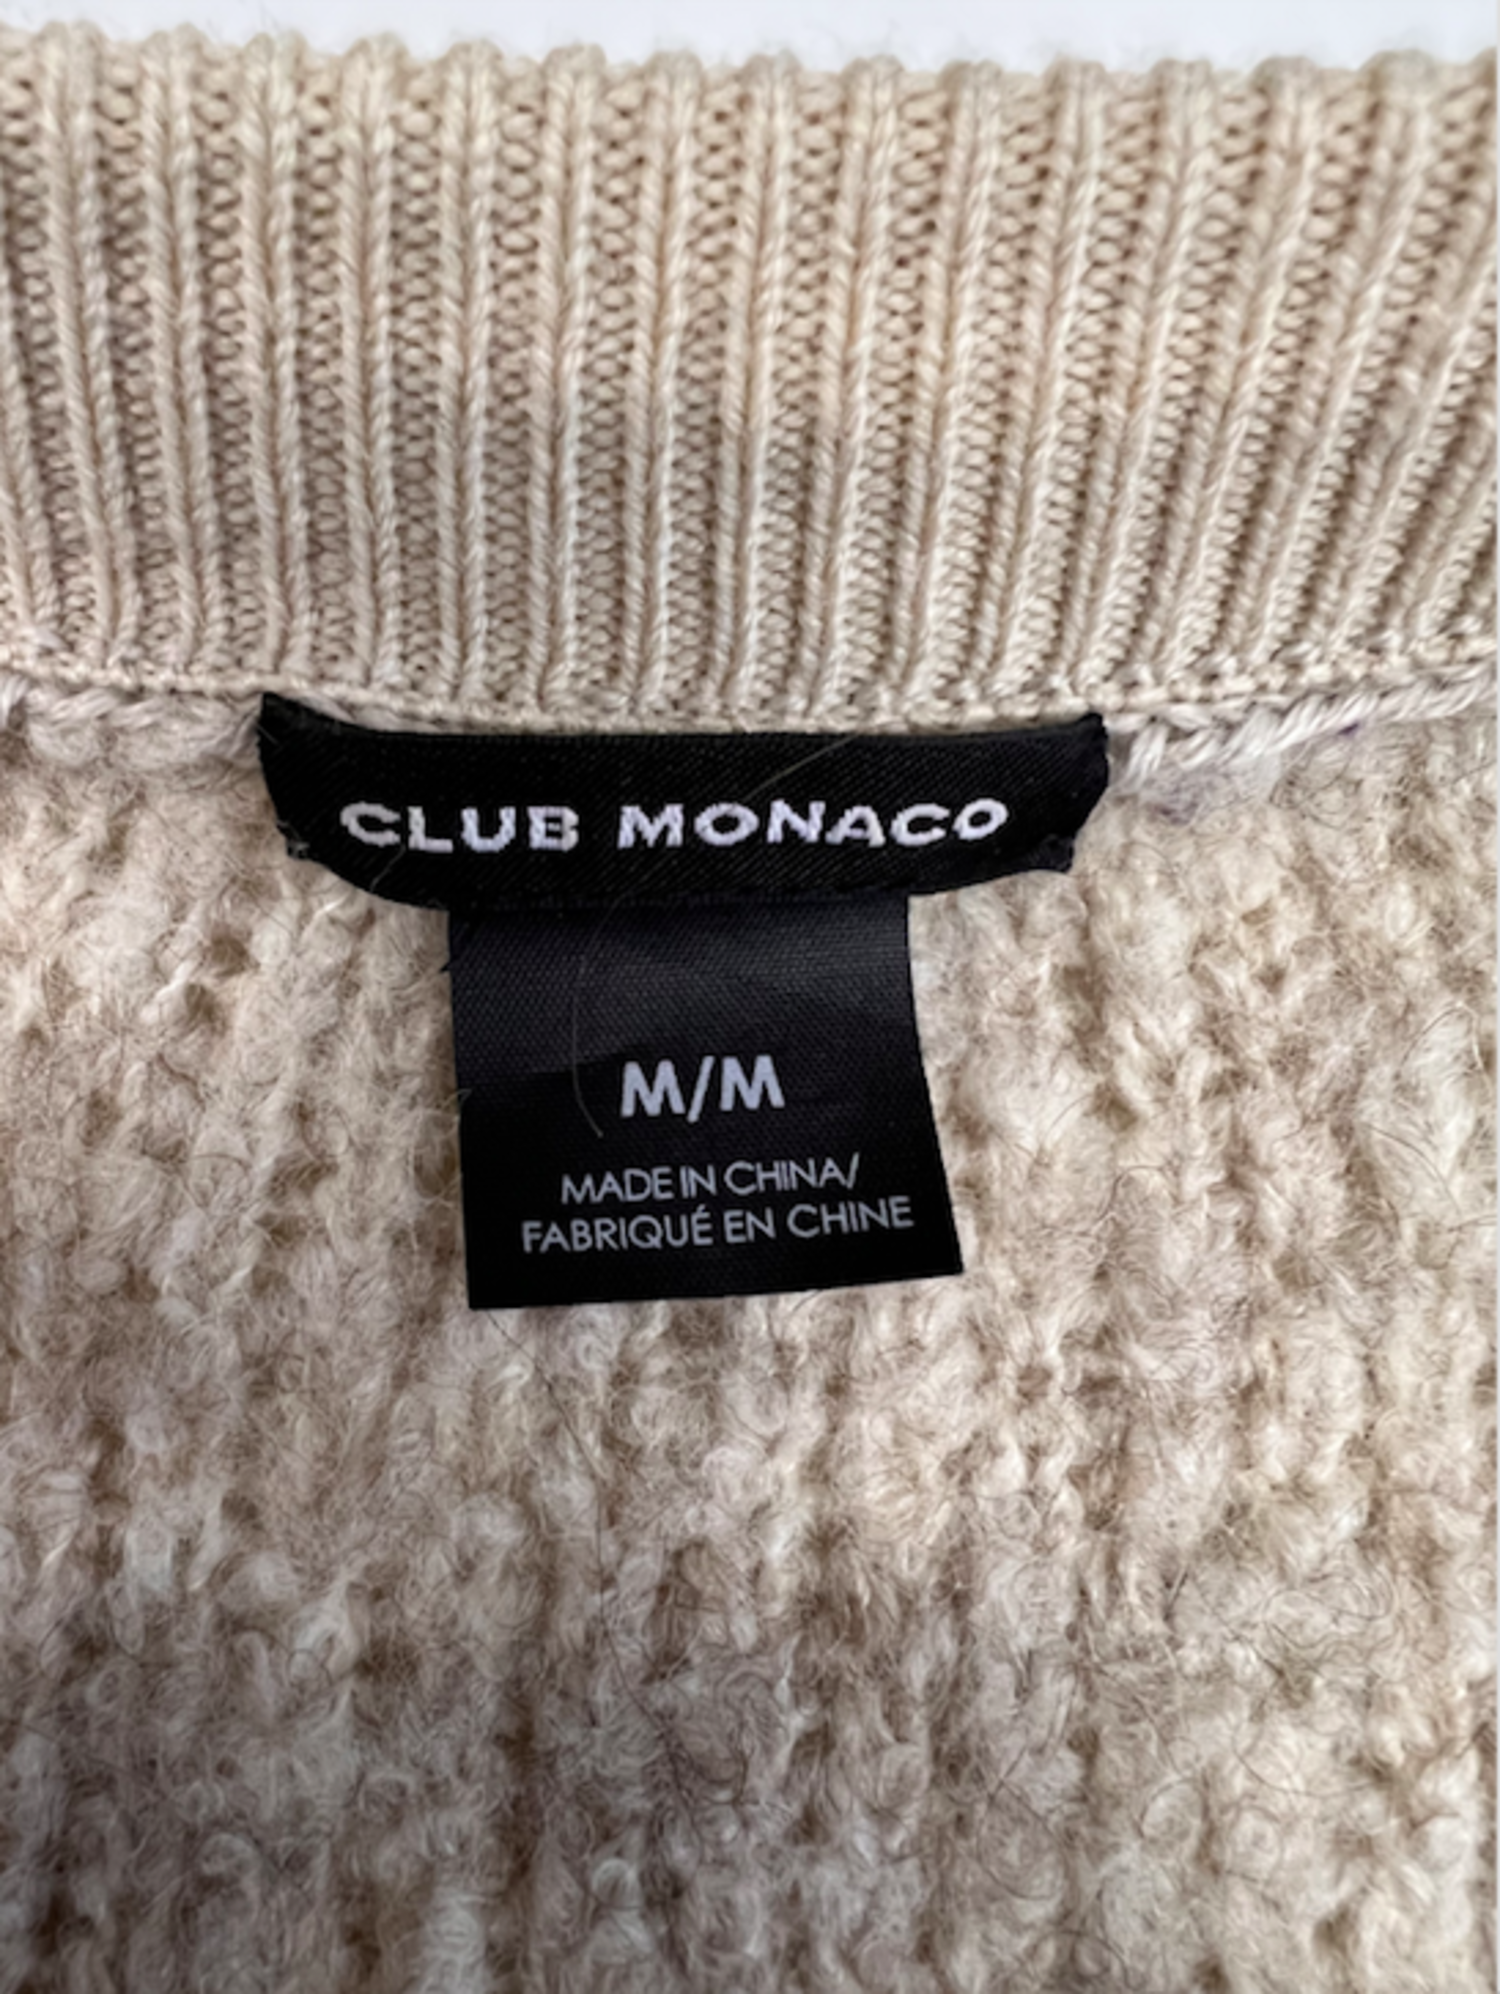 CLUB MONACO
M/M
MADE IN CHINA/
FABRIQUÉ EN CHINE